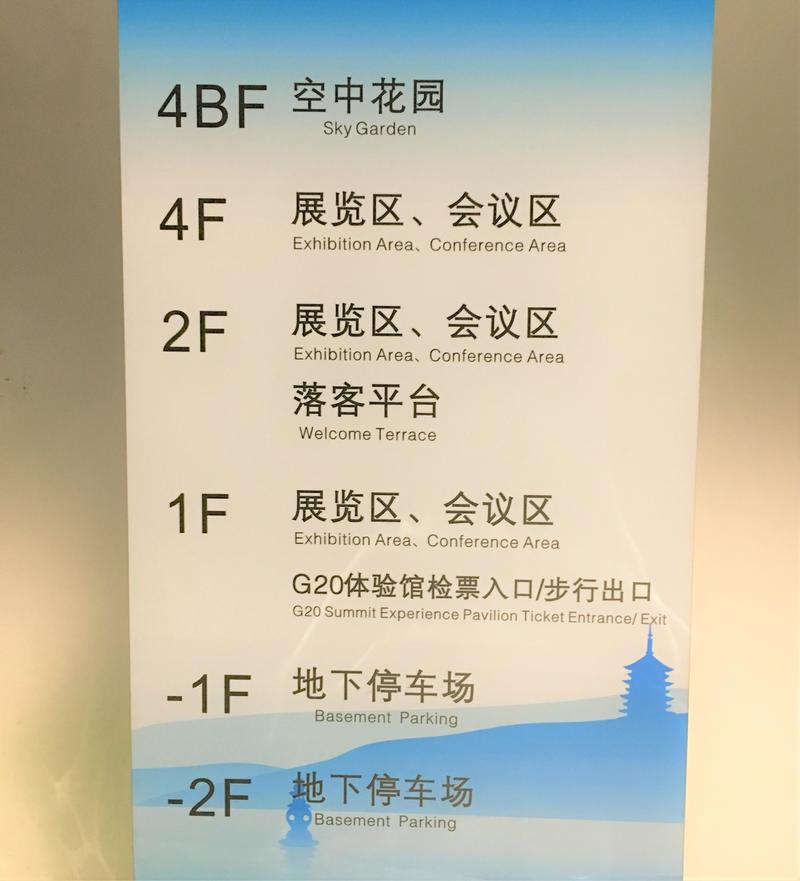 4BF 空中花园
Sky Garden
4F 展览区、会议区
Exhibition Area、Conference Area
2F 展览区、会议区
Exhibition Area、Conference Area
落客平台
Welcome Terrace
1F 展览区、会议区
Exhibition Area、Conference Area
G20体验馆检票入口/步行出口
G20 Summit Experience Pavilion Ticket Entrance/ Exit
-1F 地下停车场
Basement Parking
-2F 地下停车场
Basement Parking